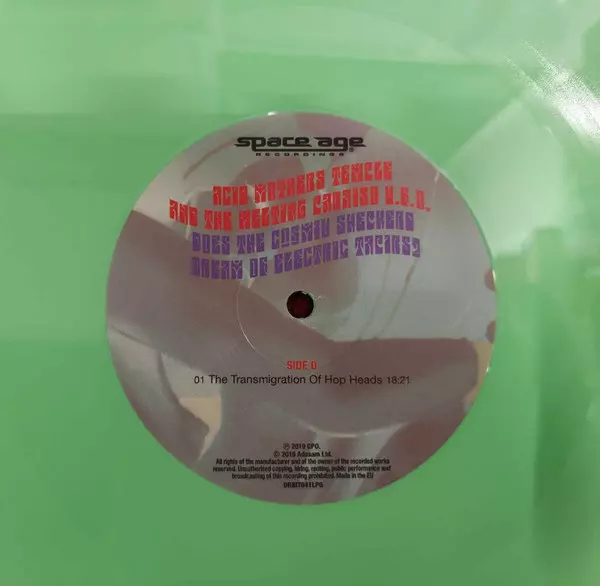 space age
RECORDINGS
ACID MOTHERS TEMPLE
AND THE MELTING PARAISO U.F.O.
DOES THE COSMIC SHEPHERD
DREAM OF ELECTRIC TAPIRS?
SIDE D
01 The Transmigration Of Hop Heads 18:21
℗ 2019 GPO.
© 2019 Adasam Ltd.
All rights of the manufacturer and of the owner of the recorded works
reserved. Unauthorised copying, hiring, renting, public performance and
broadcasting of this recording prohibited. Made in the EU
ORBIT041LPG